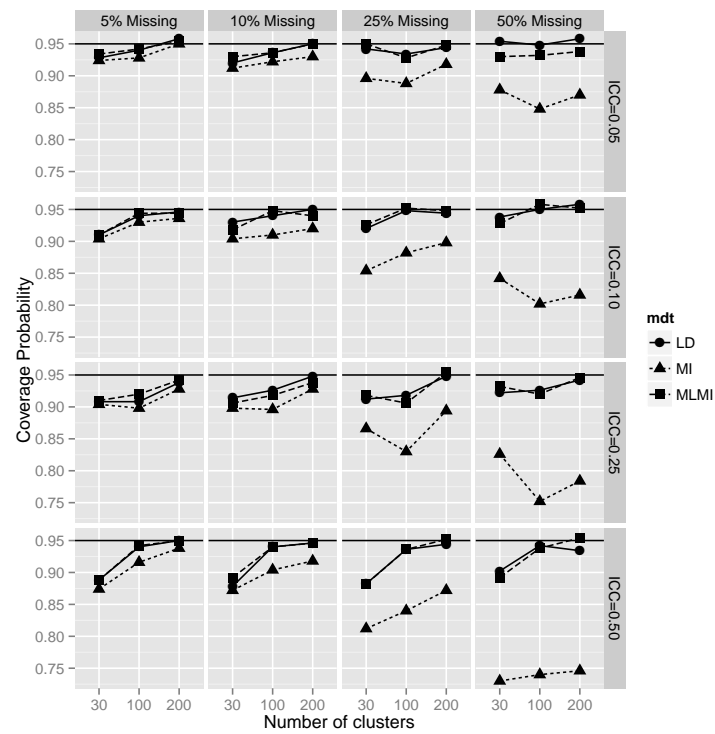 5% Missing 10% Missing 25% Missing 50% Missing
0.95
0.90
0.85
0.80
0.75
ICC=0.05
0.95
0.90
0.85
0.80
0.75
ICC=0.10
0.95
0.90
0.85
0.80
0.75
ICC=0.25
0.95
0.90
0.85
0.80
0.75
ICC=0.50
Coverage Probability
30 100 200 30 100 200 30 100 200 30 100 200
Number of clusters
mdt
LD
MI
MLMI